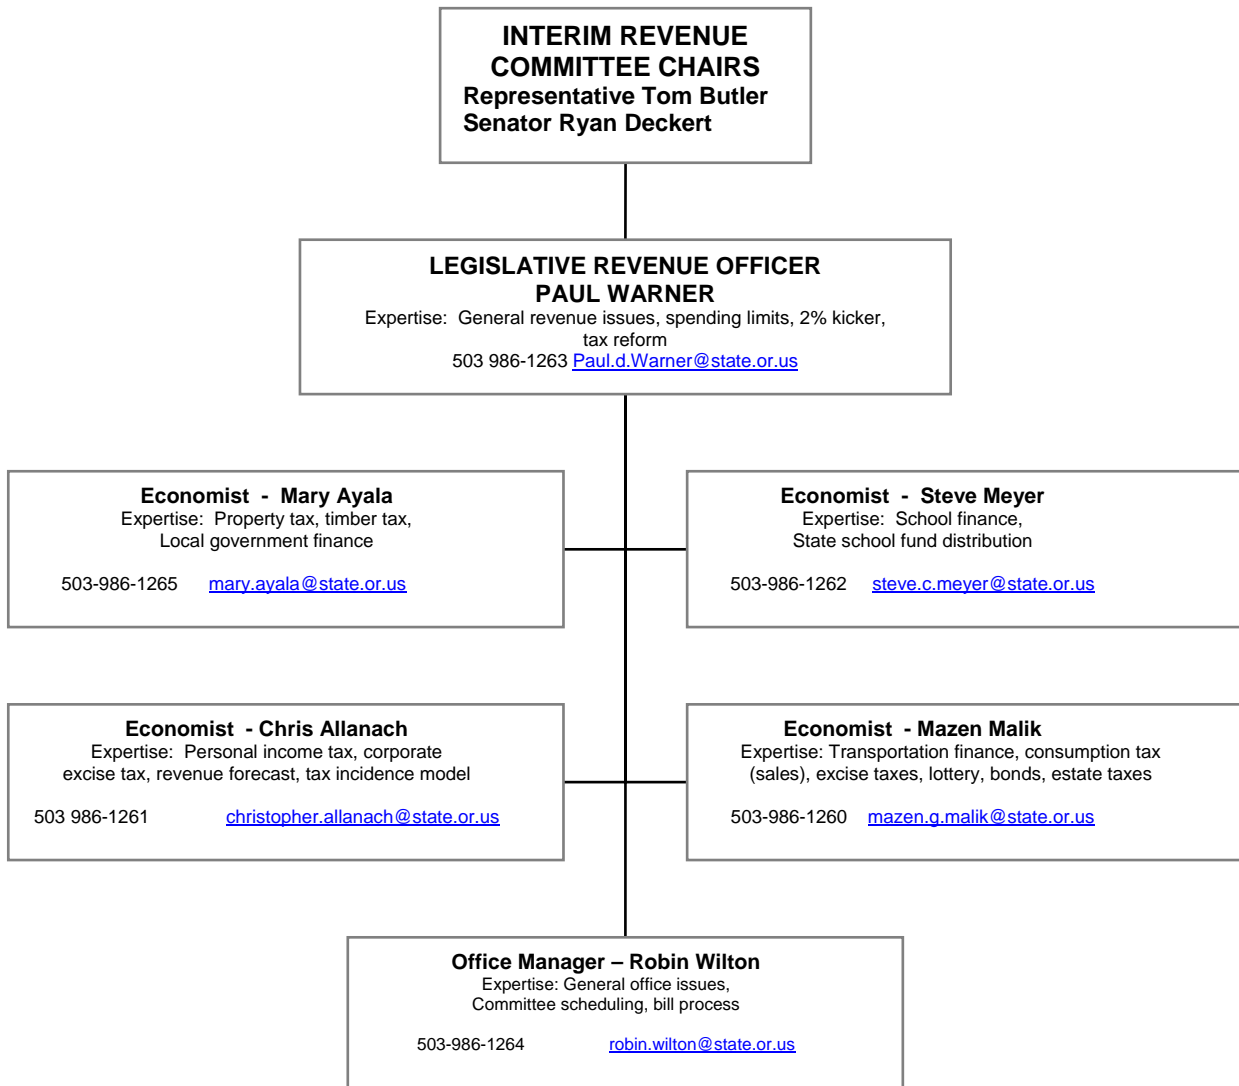 INTERIM REVENUE
COMMITTEE CHAIRS
Representative Tom Butler
Senator Ryan Deckert
LEGISLATIVE REVENUE OFFICER
PAUL WARNER
Expertise:  General revenue issues, spending limits, 2% kicker,
tax reform
503 986-1263 Paul.d.Warner@state.or.us
Economist  -  Mary Ayala
Expertise:  Property tax, timber tax,
Local government finance
503-986-1265 mary.ayala@state.or.us
Economist  -  Steve Meyer
Expertise:  School finance,
State school fund distribution
503-986-1262 steve.c.meyer@state.or.us
Economist  - Chris Allanach
Expertise:  Personal income tax, corporate
excise tax, revenue forecast, tax incidence model
503 986-1261 christopher.allanach@state.or.us
Economist  - Mazen Malik
Expertise: Transportation finance, consumption tax
(sales), excise taxes, lottery, bonds, estate taxes
503-986-1260 mazen.g.malik@state.or.us
Office Manager – Robin Wilton
Expertise: General office issues,
Committee scheduling, bill process
503-986-1264 robin.wilton@state.or.us